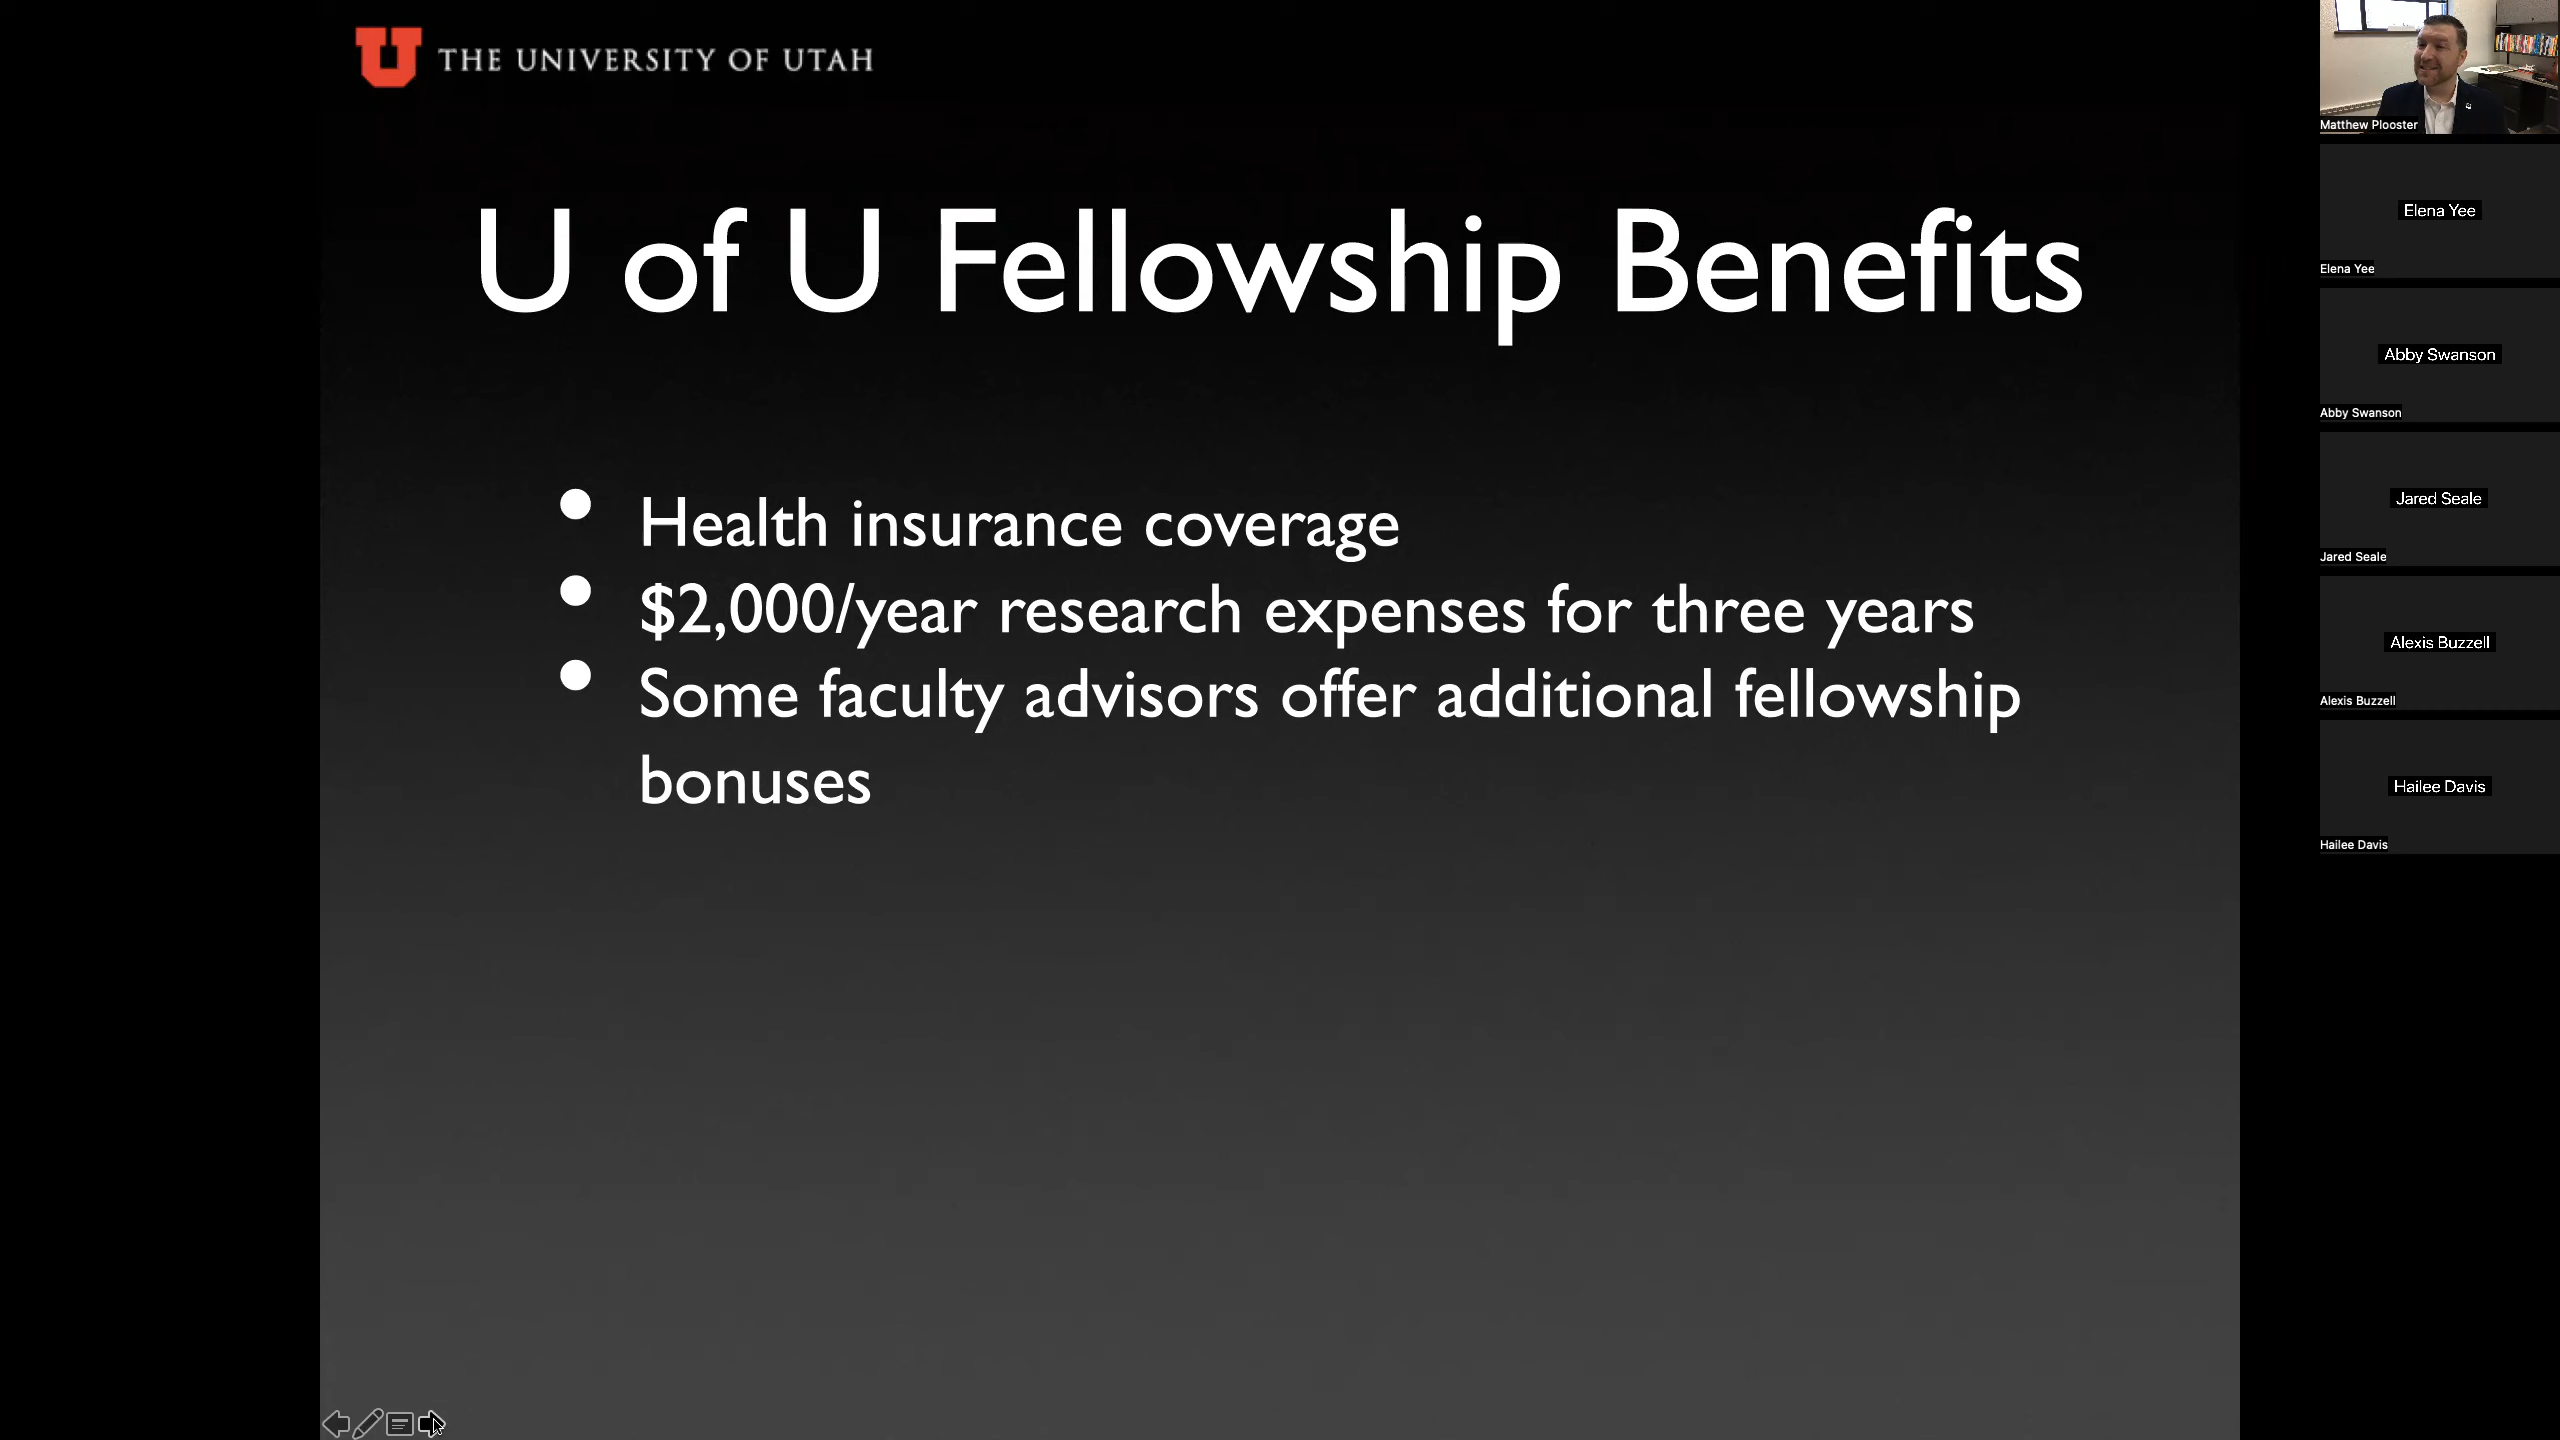 THE UNIVERSITY OF UTAH
U of U Fellowship Benefits
• Health insurance coverage
• $2,000/year research expenses for three years
• Some faculty advisors offer additional fellowship
bonuses
Matthew Plooster
Elena Yee
Elena Yee
Abby Swanson
Abby Swanson
Jared Seale
Jared Seale
Alexis Buzzell
Alexis Buzzell
Hailee Davis
Hailee Davis